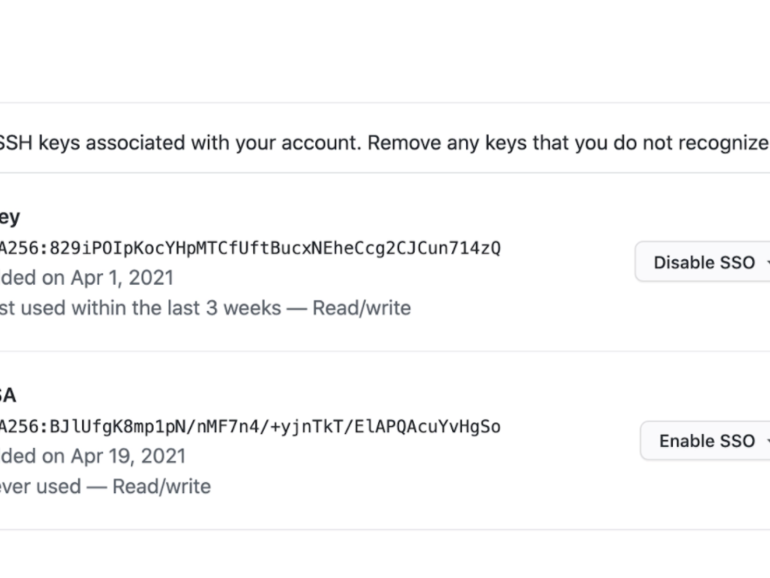 SSH keys associated with your account. Remove any keys that you do not recognize
ey
A256:829iPOIpKocYHpMTCfUftBucxNEheCcg2CJCun714zQ
Disable SSO
ded on Apr 1, 2021
st used within the last 3 weeks — Read/write
SA
A256:BJlUfgK8mp1pN/nMF7n4/+yjnTkT/ElAPQAcuYvHgSo
Enable SSO
ded on Apr 19, 2021
ever used — Read/write